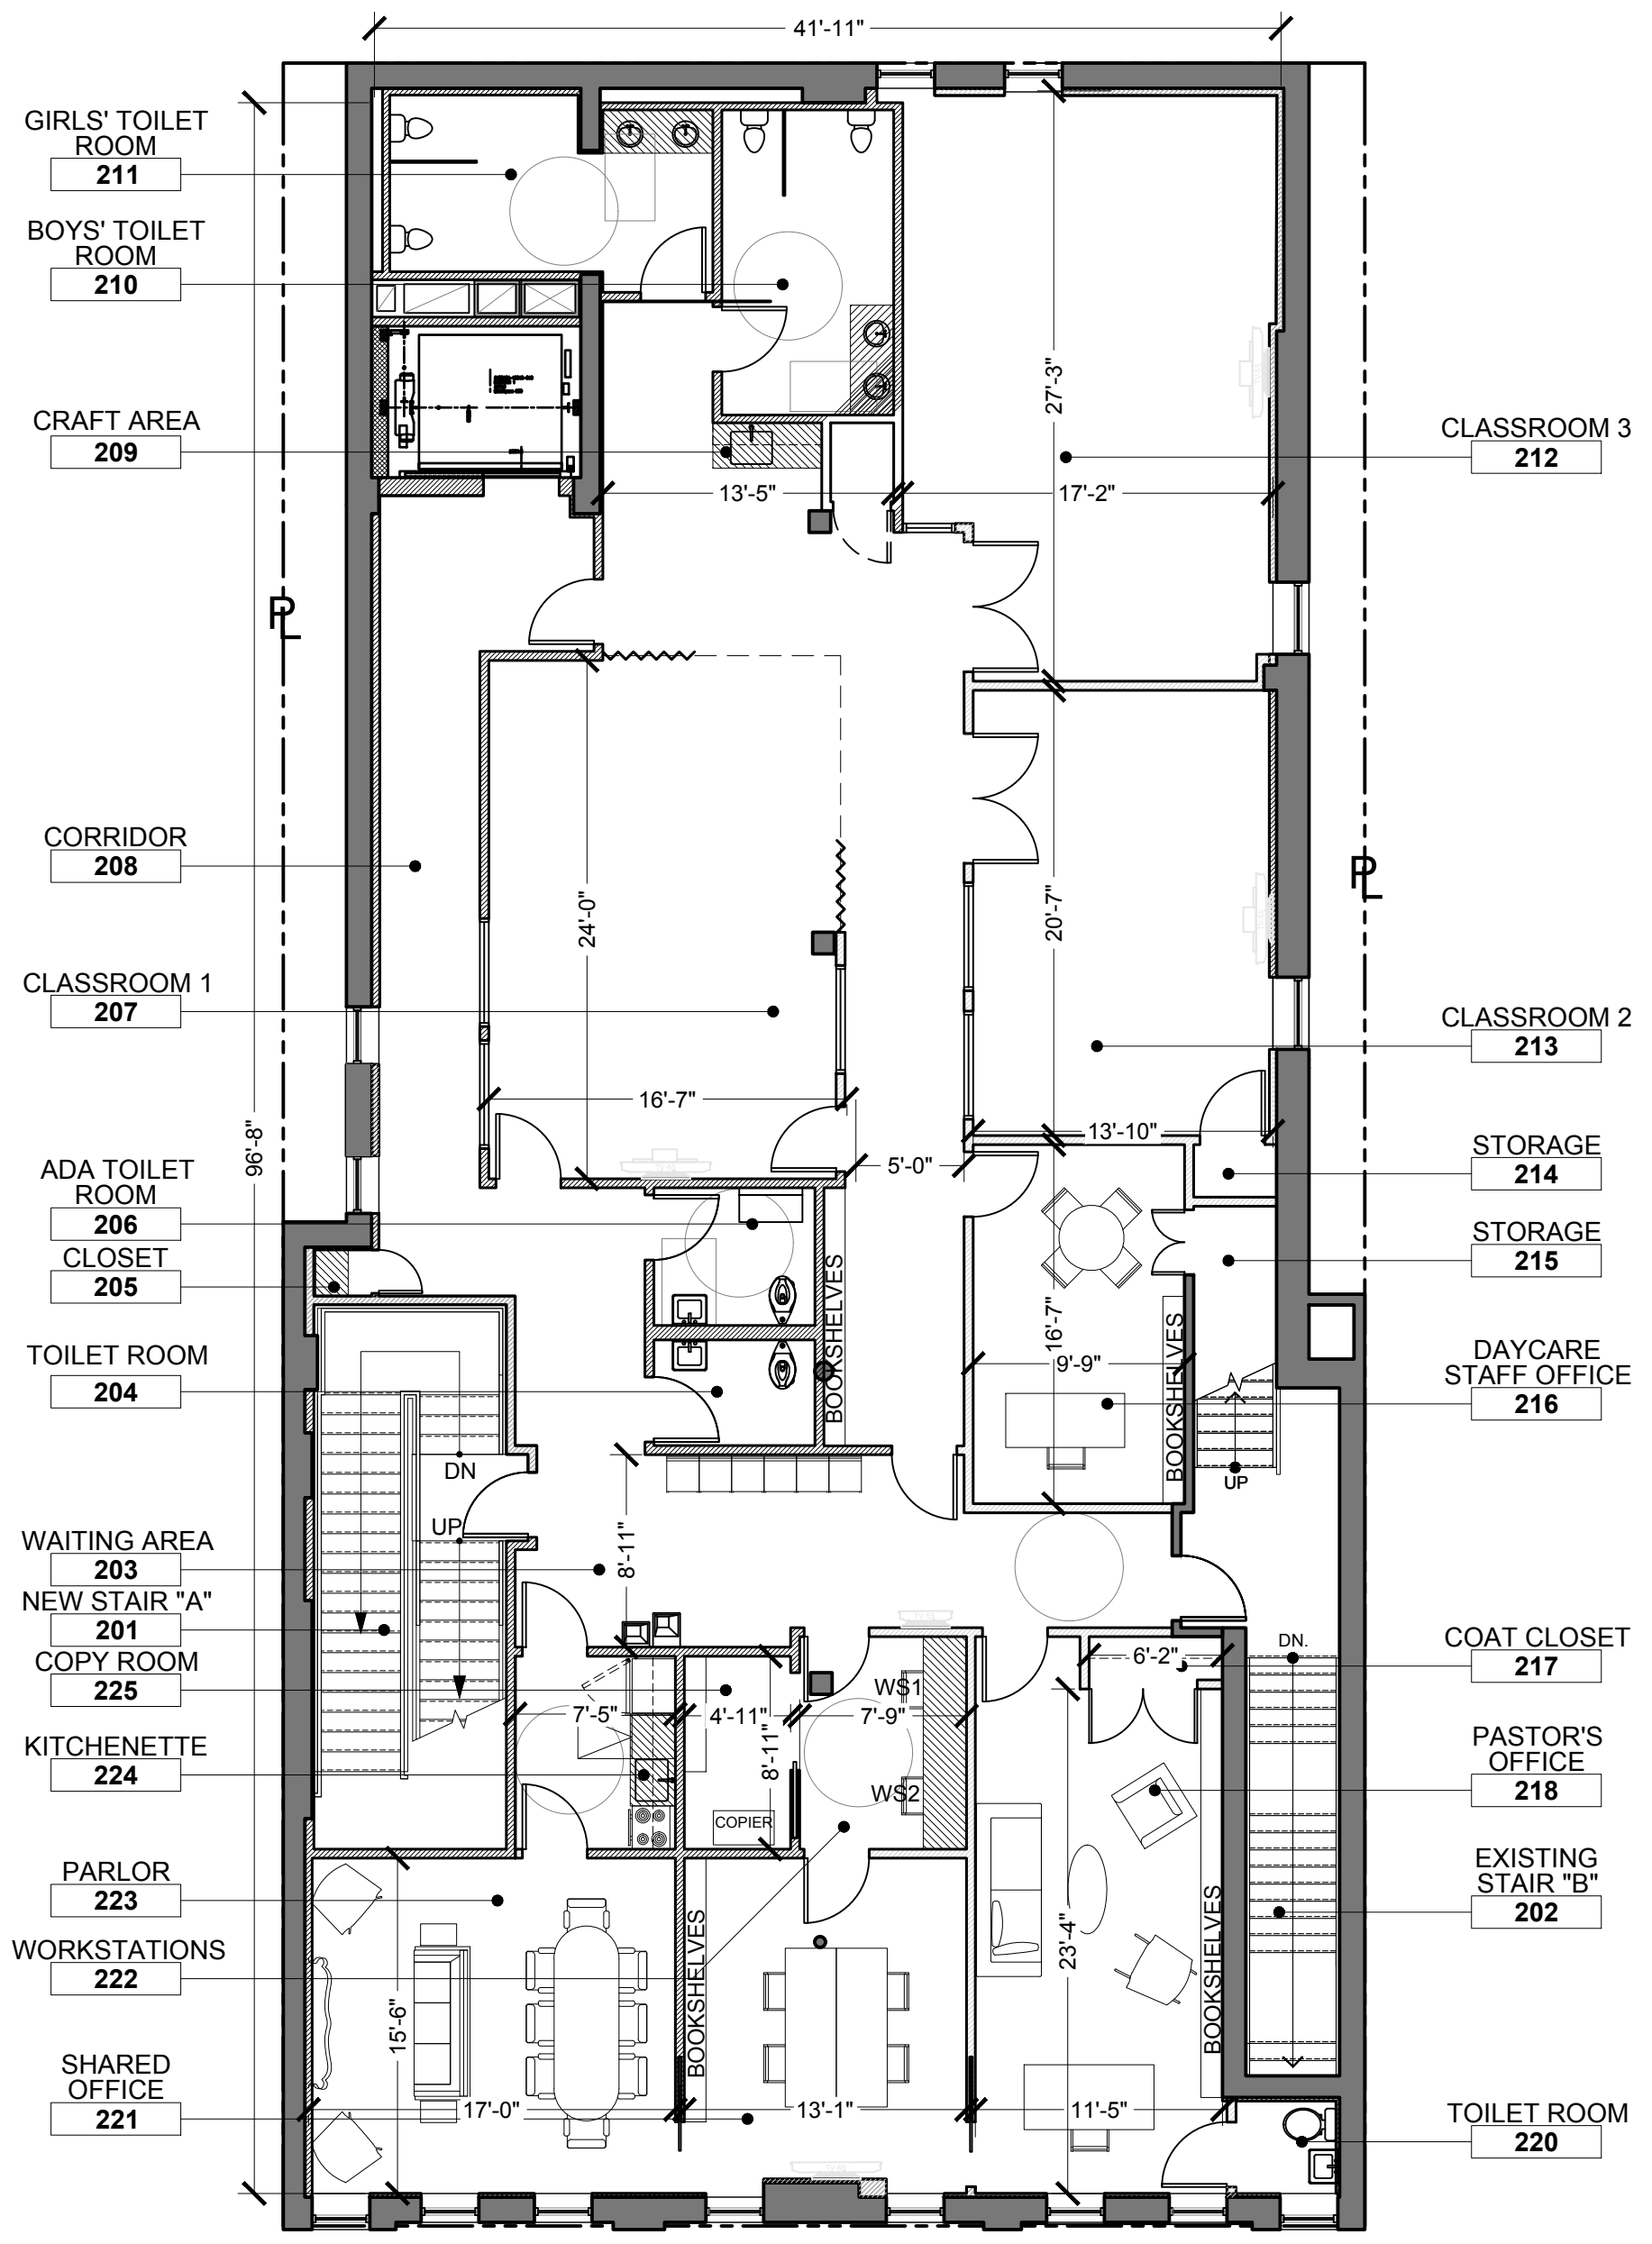 41'-11"
GIRLS' TOILET
ROOM
211
BOYS' TOILET
ROOM
210
CRAFT AREA
209
27'-3"
CLASSROOM 3
212
13'-5"
17'-2"
PL
CORRIDOR
208
PL
24'-0"
20'-7"
CLASSROOM 1
207
CLASSROOM 2
213
16'-7"
96'-8"
13'-10"
5'-0"
STORAGE
214
ADA TOILET
ROOM
206
STORAGE
215
CLOSET
205
BOOKSHELVES
16'-7"
9'-9"
TOILET ROOM
204
DAYCARE
STAFF OFFICE
216
BOOKSHELVES
DN
UP
UP
WAITING AREA
203
8'-11"
NEW STAIR "A"
201
COPY ROOM
225
DN.
COAT CLOSET
217
6'-2"
WS1
7'-5"
4'-11"
7'-9"
8'-11"
KITCHENETTE
224
PASTOR'S
OFFICE
218
WS2
COPIER
PARLOR
223
EXISTING
STAIR "B"
202
WORKSTATIONS
222
BOOKSHELVES
23'-4"
BOOKSHELVES
15'-6"
SHARED
OFFICE
221
17'-0"
13'-1"
11'-5"
TOILET ROOM
220